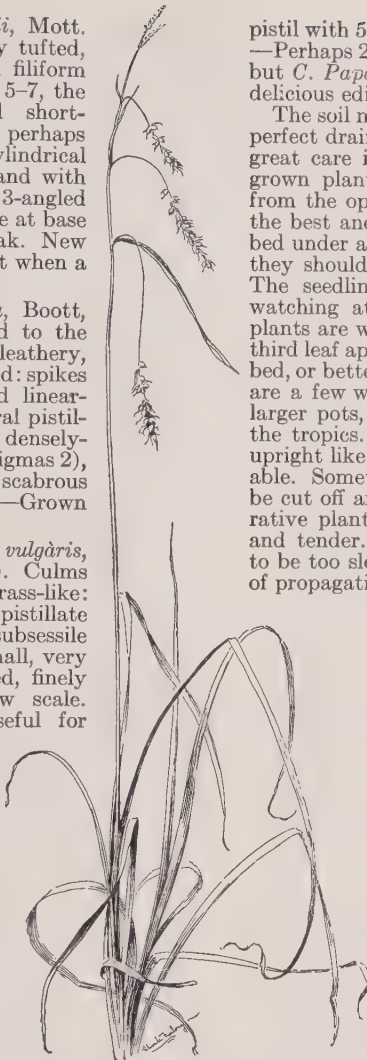 ii, Mott.
y tufted,
filiform
5–7, the
short-
perhaps
ylindrical
and with
3-angled
e at base
ak. New
t when a
, Boott,
d to the
leathery,
d: spikes
d linear-
ral pistil-
densely-
igmas 2),
scabrous
—Grown
vulgàris,
). Culms
rass-like:
pistillate
subsessile
nall, very
ed, finely
w scale.
seful for
pistil with 5
—Perhaps 2
but C. Papa
delicious edi
The soil m
perfect drain
great care i
grown plant
from the op
the best and
bed under a
they should
The seedlin
watching at
plants are w
third leaf ap
bed, or bette
are a few w
larger pots,
the tropics.
upright like
able. Some
be cut off an
rative plant
and tender.
to be too sle
of propagati